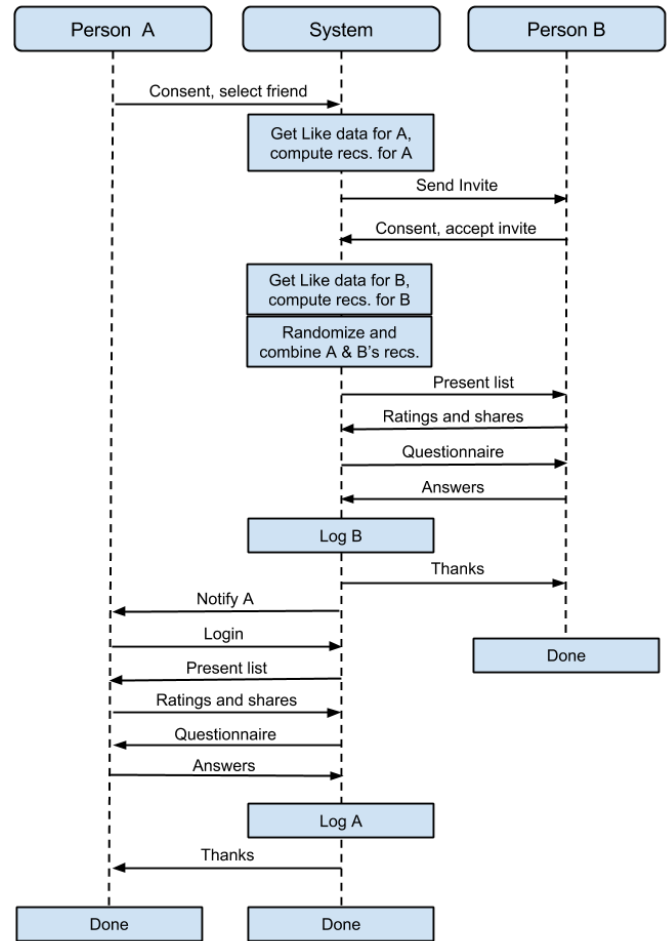 Person A
System
Person B
Consent, select friend
Get Like data for A,
compute recs. for A
Send Invite
Consent, accept invite
Get Like data for B,
compute recs. for B
Randomize and
combine A & B's recs.
Present list
Ratings and shares
Questionnaire
Answers
Log B
Thanks
Notify A
Login
Done
Present list
Ratings and shares
Questionnaire
Answers
Log A
Thanks
Done
Done